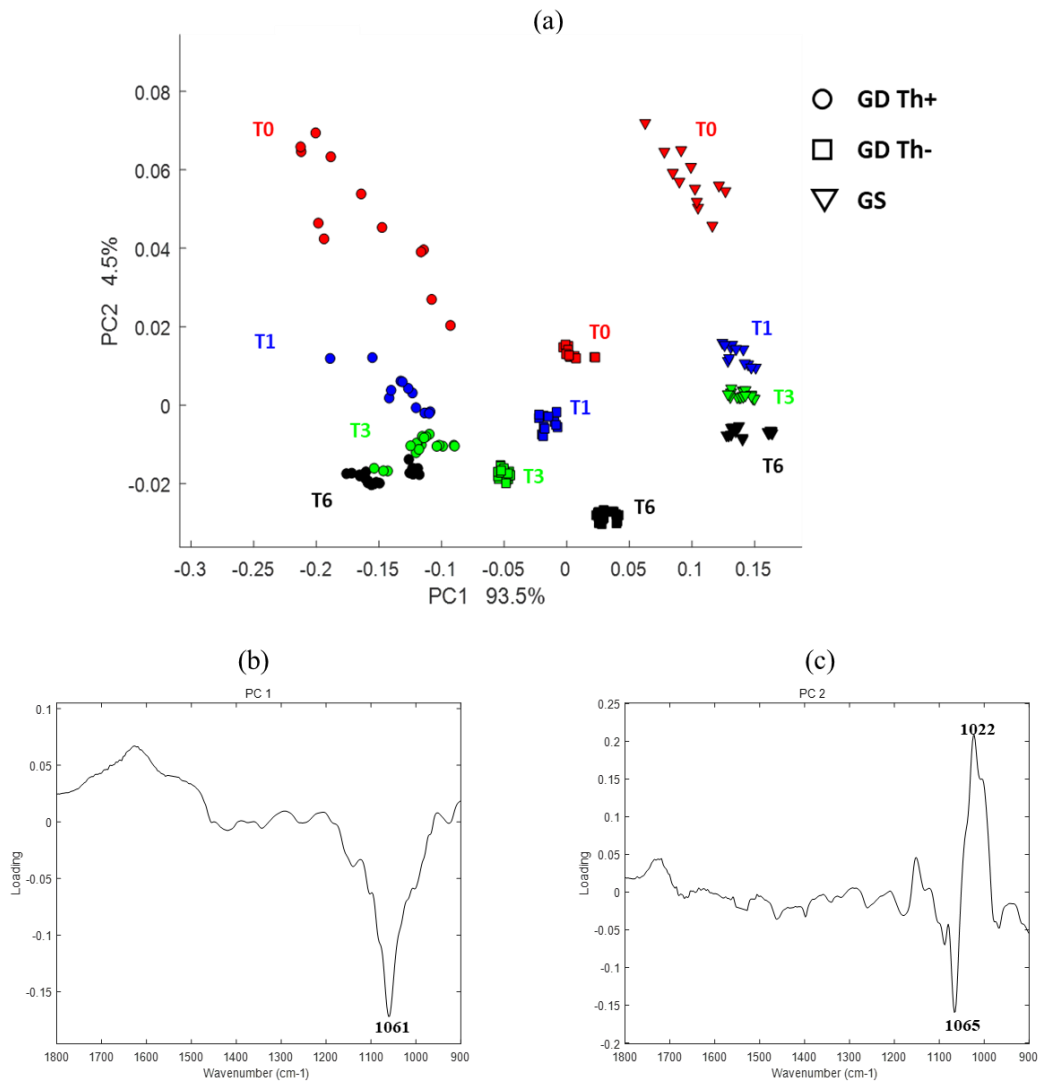 (a)
0.08
0.06
0.04
0.02
0
-0.02
PC2 4.5%
T0
T0
T0
T1
T1
T1
T3
T3
T3
T6
T6
T6
GD Th+
GD Th-
GS
-0.3 -0.25 -0.2 -0.15 -0.1 -0.05 0 0.05 0.1 0.15
PC1 93.5%
(b)
PC 1
0.1
0.05
0
-0.05
-0.1
-0.15
Loading
1061
1800 1700 1600 1500 1400 1300 1200 1100 1000 900
Wavenumber (cm-1)
(c)
PC 2
0.25
0.2
0.15
0.1
0.05
0
-0.05
-0.1
-0.15
-0.2
Loading
1022
1065
1800 1700 1600 1500 1400 1300 1200 1100 1000 900
Wavenumber (cm-1)